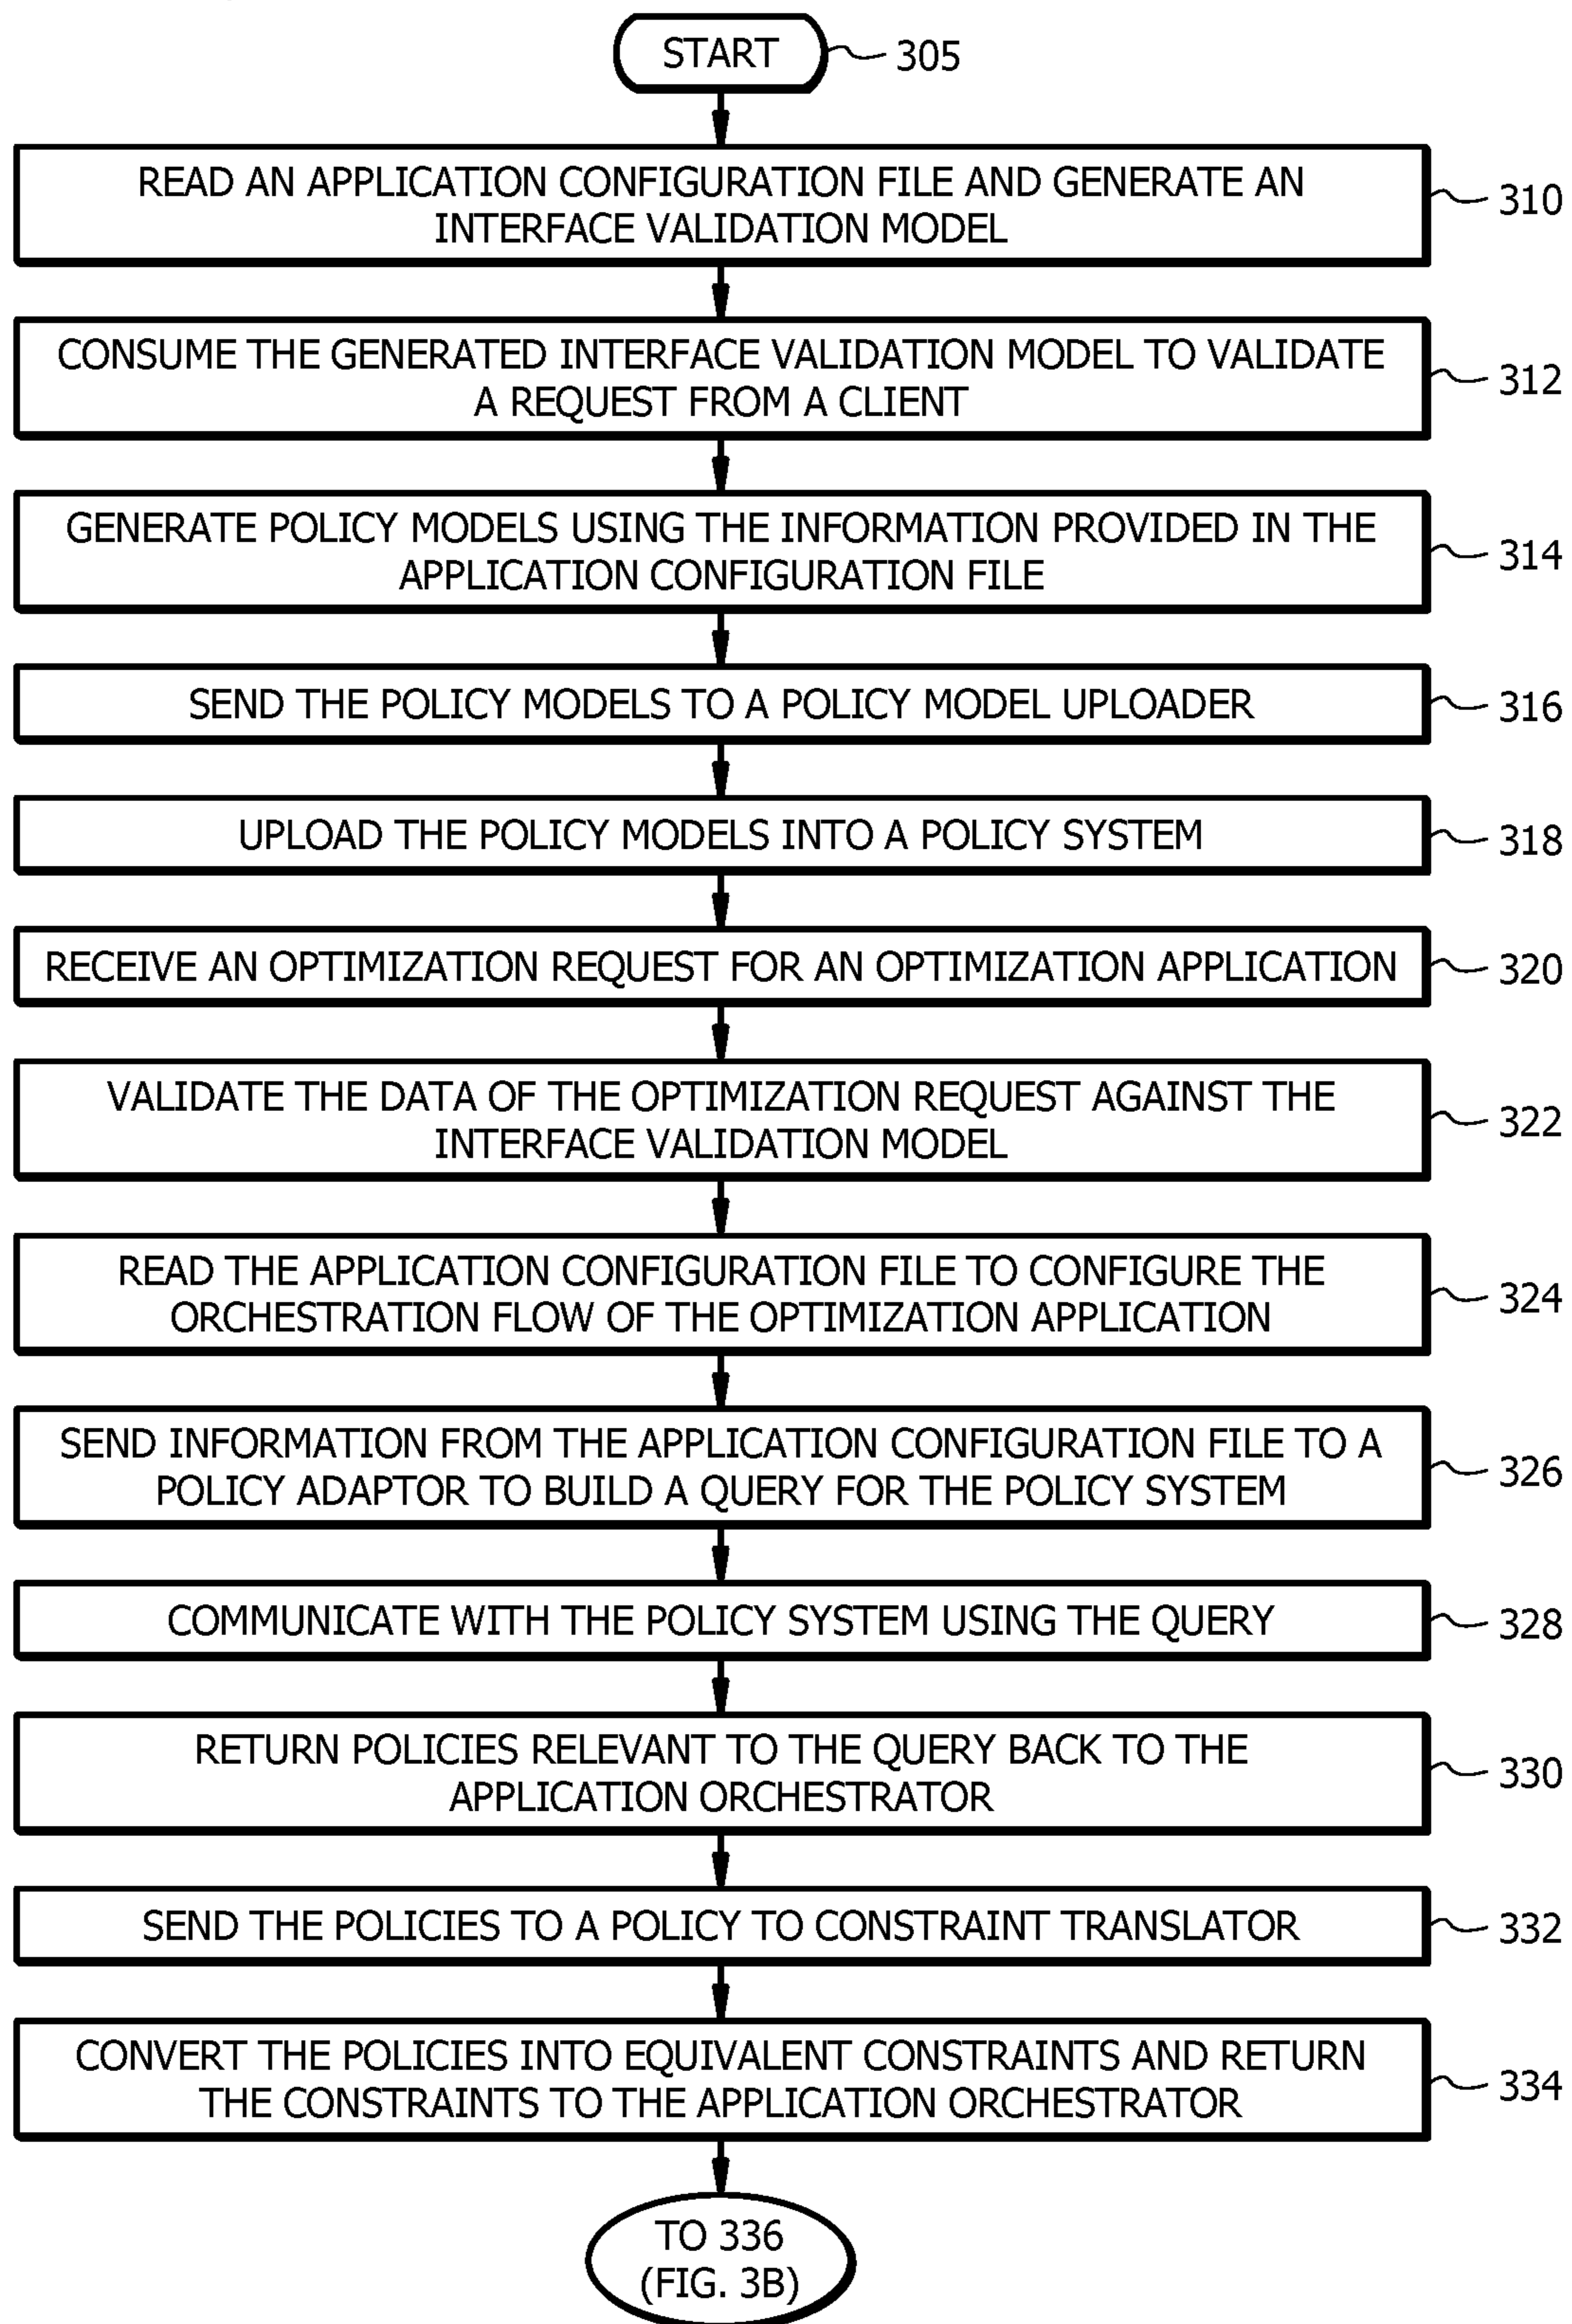 START
305
READ AN APPLICATION CONFIGURATION FILE AND GENERATE AN
INTERFACE VALIDATION MODEL
310
CONSUME THE GENERATED INTERFACE VALIDATION MODEL TO VALIDATE
A REQUEST FROM A CLIENT
312
GENERATE POLICY MODELS USING THE INFORMATION PROVIDED IN THE
APPLICATION CONFIGURATION FILE
314
SEND THE POLICY MODELS TO A POLICY MODEL UPLOADER
316
UPLOAD THE POLICY MODELS INTO A POLICY SYSTEM
318
RECEIVE AN OPTIMIZATION REQUEST FOR AN OPTIMIZATION APPLICATION
320
VALIDATE THE DATA OF THE OPTIMIZATION REQUEST AGAINST THE
INTERFACE VALIDATION MODEL
322
READ THE APPLICATION CONFIGURATION FILE TO CONFIGURE THE
ORCHESTRATION FLOW OF THE OPTIMIZATION APPLICATION
324
SEND INFORMATION FROM THE APPLICATION CONFIGURATION FILE TO A
POLICY ADAPTOR TO BUILD A QUERY FOR THE POLICY SYSTEM
326
COMMUNICATE WITH THE POLICY SYSTEM USING THE QUERY
328
RETURN POLICIES RELEVANT TO THE QUERY BACK TO THE
APPLICATION ORCHESTRATOR
330
SEND THE POLICIES TO A POLICY TO CONSTRAINT TRANSLATOR
332
CONVERT THE POLICIES INTO EQUIVALENT CONSTRAINTS AND RETURN
THE CONSTRAINTS TO THE APPLICATION ORCHESTRATOR
334
TO 336
(FIG. 3B)